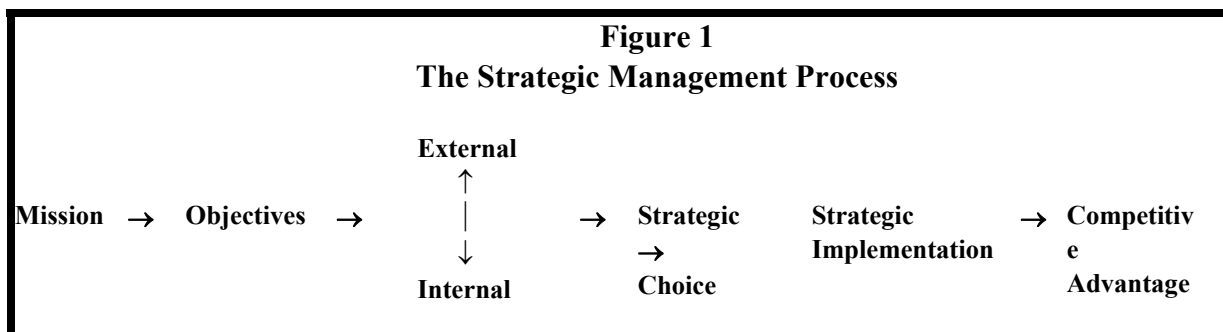 Figure 1
The Strategic Management Process
External
↑
Mission → Objectives → | → Strategic Strategic → Competitiv
→ Implementation e
↓
Choice Advantage
Internal